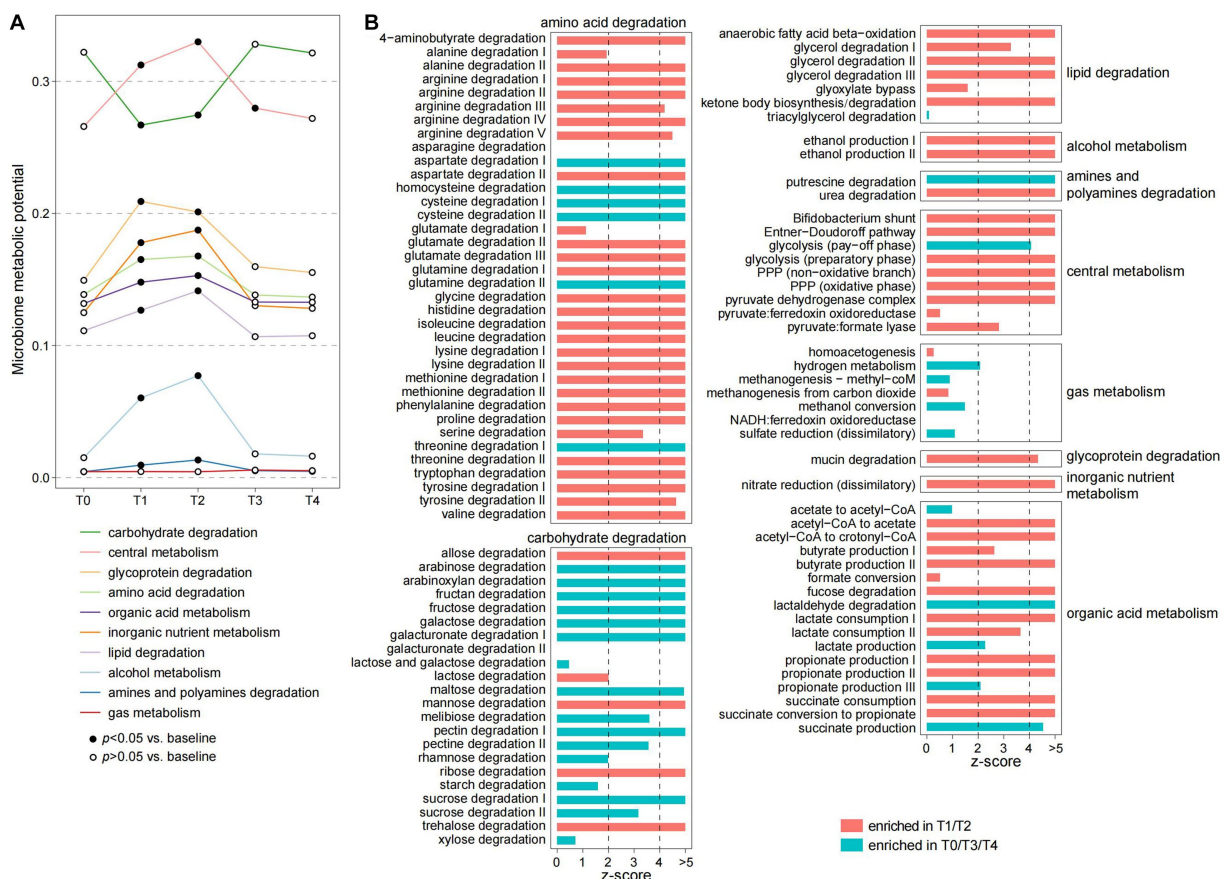 A
Microbiome metabolic potential
0.3
0.2
0.1
0.0
T0 T1 T2 T3 T4
carbohydrate degradation
central metabolism
glycoprotein degradation
amino acid degradation
organic acid metabolism
inorganic nutrient metabolism
lipid degradation
alcohol metabolism
amines and polyamines degradation
gas metabolism
p<0.05 vs. baseline
p>0.05 vs. baseline
B
amino acid degradation
4−aminobutyrate degradation
alanine degradation I
alanine degradation II
arginine degradation I
arginine degradation II
arginine degradation III
arginine degradation IV
arginine degradation V
asparagine degradation
aspartate degradation I
aspartate degradation II
homocysteine degradation
cysteine degradation I
cysteine degradation II
glutamate degradation I
glutamate degradation II
glutamate degradation III
glutamine degradation I
glutamine degradation II
glycine degradation
histidine degradation
isoleucine degradation
leucine degradation
lysine degradation I
lysine degradation II
methionine degradation I
methionine degradation II
phenylalanine degradation
proline degradation
serine degradation
threonine degradation I
threonine degradation II
tryptophan degradation
tyrosine degradation I
tyrosine degradation II
valine degradation
carbohydrate degradation
allose degradation
arabinose degradation
arabinoxylan degradation
fructan degradation
fructose degradation
galactose degradation
galacturonate degradation I
galacturonate degradation II
lactose and galactose degradation
lactose degradation
maltose degradation
mannose degradation
melibiose degradation
pectin degradation I
pectine degradation II
rhamnose degradation
ribose degradation
starch degradation
sucrose degradation I
sucrose degradation II
trehalose degradation
xylose degradation
0 1 2 3 4 >5
z−score
anaerobic fatty acid beta−oxidation
glycerol degradation I
glycerol degradation II
glycerol degradation III
glyoxylate bypass
ketone body biosynthesis/degradation
triacylglycerol degradation
lipid degradation
ethanol production I
ethanol production II
alcohol metabolism
putrescine degradation
urea degradation
amines and
polyamines degradation
Bifidobacterium shunt
Entner−Doudoroff pathway
glycolysis (pay−off phase)
glycolysis (preparatory phase)
PPP (non−oxidative branch)
PPP (oxidative phase)
pyruvate dehydrogenase complex
pyruvate:ferredoxin oxidoreductase
pyruvate:formate lyase
central metabolism
homoacetogenesis
hydrogen metabolism
methanogenesis − methyl−coM
methanogenesis from carbon dioxide
methanol conversion
NADH:ferredoxin oxidoreductase
sulfate reduction (dissimilatory)
gas metabolism
mucin degradation
glycoprotein degradation
nitrate reduction (dissimilatory)
inorganic nutrient
metabolism
acetate to acetyl−CoA
acetyl−CoA to acetate
acetyl−CoA to crotonyl−CoA
butyrate production I
butyrate production II
formate conversion
fucose degradation
lactaldehyde degradation
lactate consumption I
lactate consumption II
lactate production
propionate production I
propionate production II
propionate production III
succinate consumption
succinate conversion to propionate
succinate production
organic acid metabolism
0 1 2 3 4 >5
z−score
enriched in T1/T2
enriched in T0/T3/T4